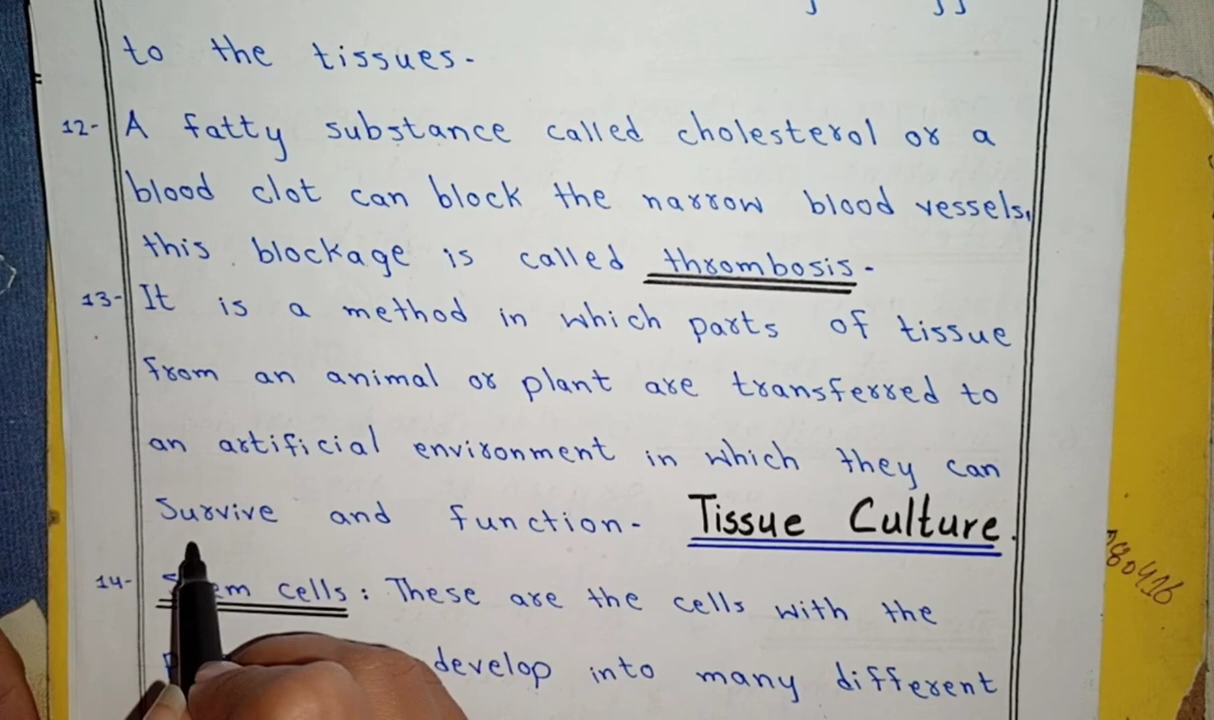 to the tissues.
12- A fatty substance called cholesterol or a
blood clot can block the narrow blood vessels,
this blockage is called thrombosis.
13- It is a method in which parts of tissue
from an animal or plant are transferred to
an artificial environment in which they can
survive and function. Tissue Culture.
14- cells: These are the cells with the
develop into many different